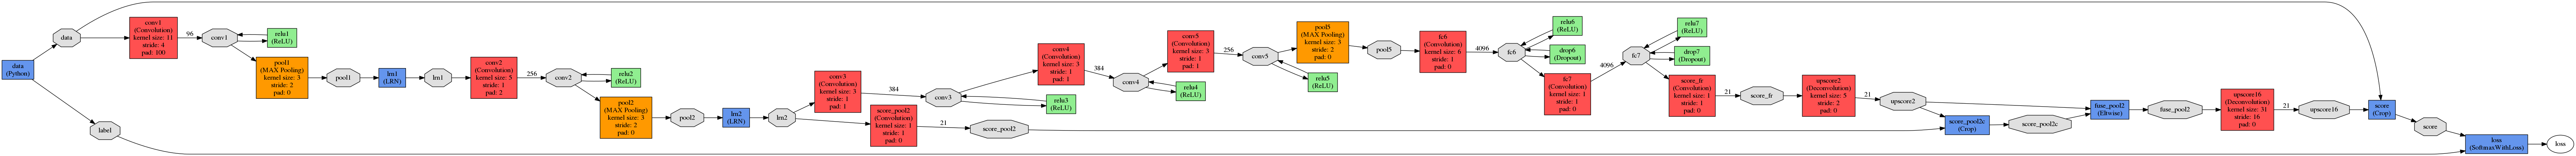 data
(Python)
data
label
conv1
(Convolution)
kernel size: 11
stride: 4
pad: 100
96
conv1
relu1
(ReLU)
pool1
(MAX Pooling)
kernel size: 3
stride: 2
pad: 0
pool1
lrn1
(LRN)
lrn1
conv2
(Convolution)
kernel size: 5
stride: 1
pad: 2
256
conv2
relu2
(ReLU)
pool2
(MAX Pooling)
kernel size: 3
stride: 2
pad: 0
pool2
lrn2
(LRN)
lrn2
conv3
(Convolution)
kernel size: 3
stride: 1
pad: 1
384
conv3
relu3
(ReLU)
score_pool2
(Convolution)
kernel size: 1
stride: 1
pad: 0
21
score_pool2
conv4
(Convolution)
kernel size: 3
stride: 1
pad: 1
384
conv4
relu4
(ReLU)
conv5
(Convolution)
kernel size: 3
stride: 1
pad: 1
256
conv5
relu5
(ReLU)
pool5
(MAX Pooling)
kernel size: 3
stride: 2
pad: 0
pool5
fc6
(Convolution)
kernel size: 6
stride: 1
pad: 0
4096
fc6
relu6
(ReLU)
drop6
(Dropout)
fc7
(Convolution)
kernel size: 1
stride: 1
pad: 0
4096
fc7
relu7
(ReLU)
drop7
(Dropout)
score_fr
(Convolution)
kernel size: 1
stride: 1
pad: 0
21
score_fr
upscore2
(Deconvolution)
kernel size: 5
stride: 2
pad: 0
21
upscore2
score_pool2c
(Crop)
score_pool2c
fuse_pool2
(Eltwise)
fuse_pool2
upscore16
(Deconvolution)
kernel size: 31
stride: 16
pad: 0
21
upscore16
score
(Crop)
score
loss
(SoftmaxWithLoss)
loss